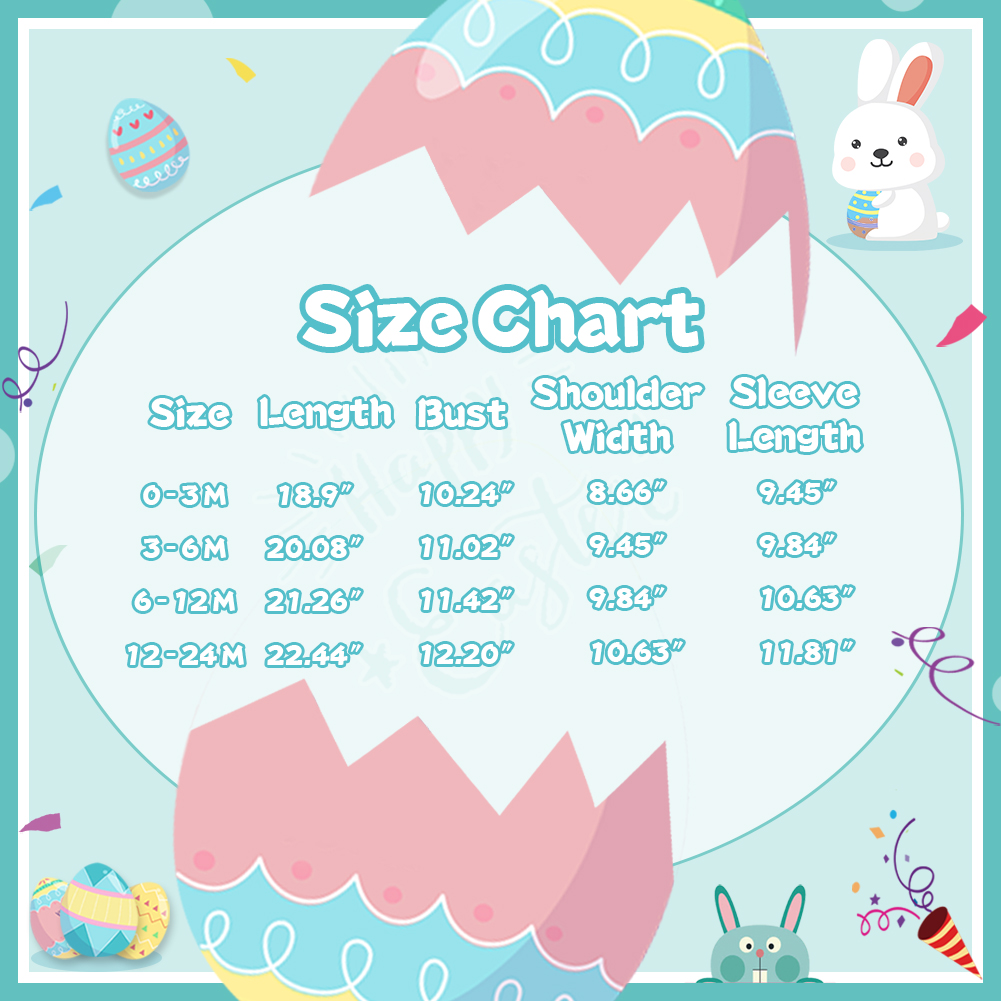 Size Chart
Size Length Bust Shoulder Width Sleeve Length
0-3M 18.9" 10.24" 8.66" 9.45"
3-6M 20.08" 11.02" 9.45" 9.84"
6-12M 21.26" 11.42" 9.84" 10.63"
12-24M 22.44" 12.20" 10.63" 11.81"
Happy
Easter